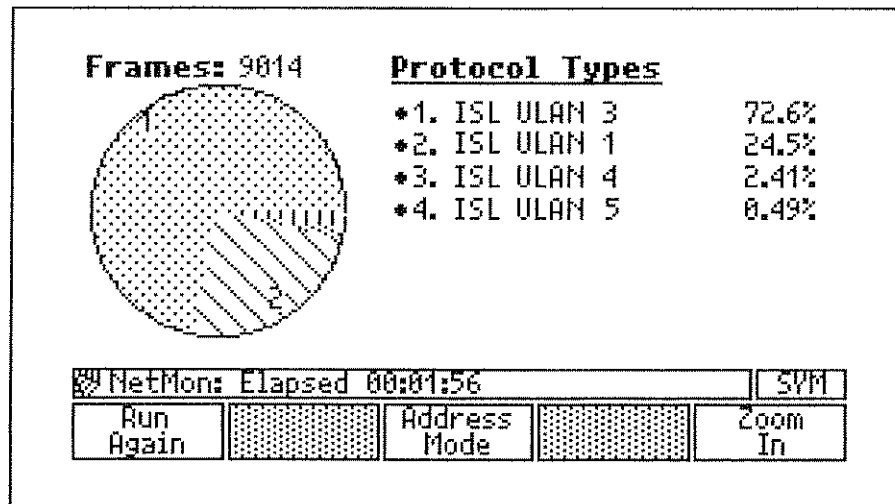 Frames: 9014
Protocol Types
1. ISL VLAN 3 72.6%
2. ISL VLAN 1 24.5%
3. ISL VLAN 4 2.41%
4. ISL VLAN 5 0.49%
1
2
NetMon: Elapsed 00:01:56 SYM
Run Again
Address Mode
Zoom In